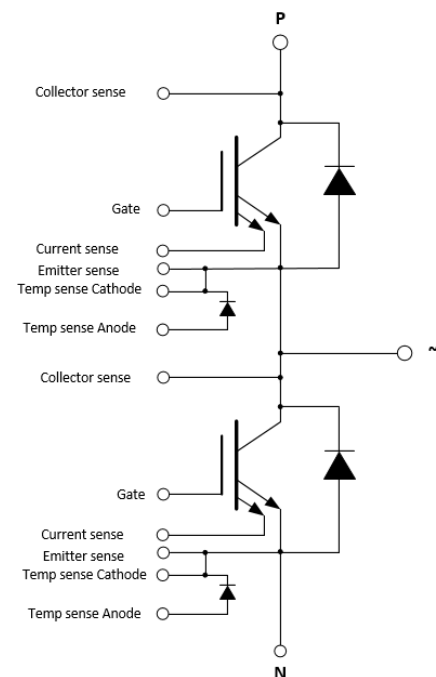 P
Collector sense
Gate
Current sense
Emitter sense
Temp sense Cathode
Temp sense Anode
~
Collector sense
Gate
Current sense
Emitter sense
Temp sense Cathode
Temp sense Anode
N